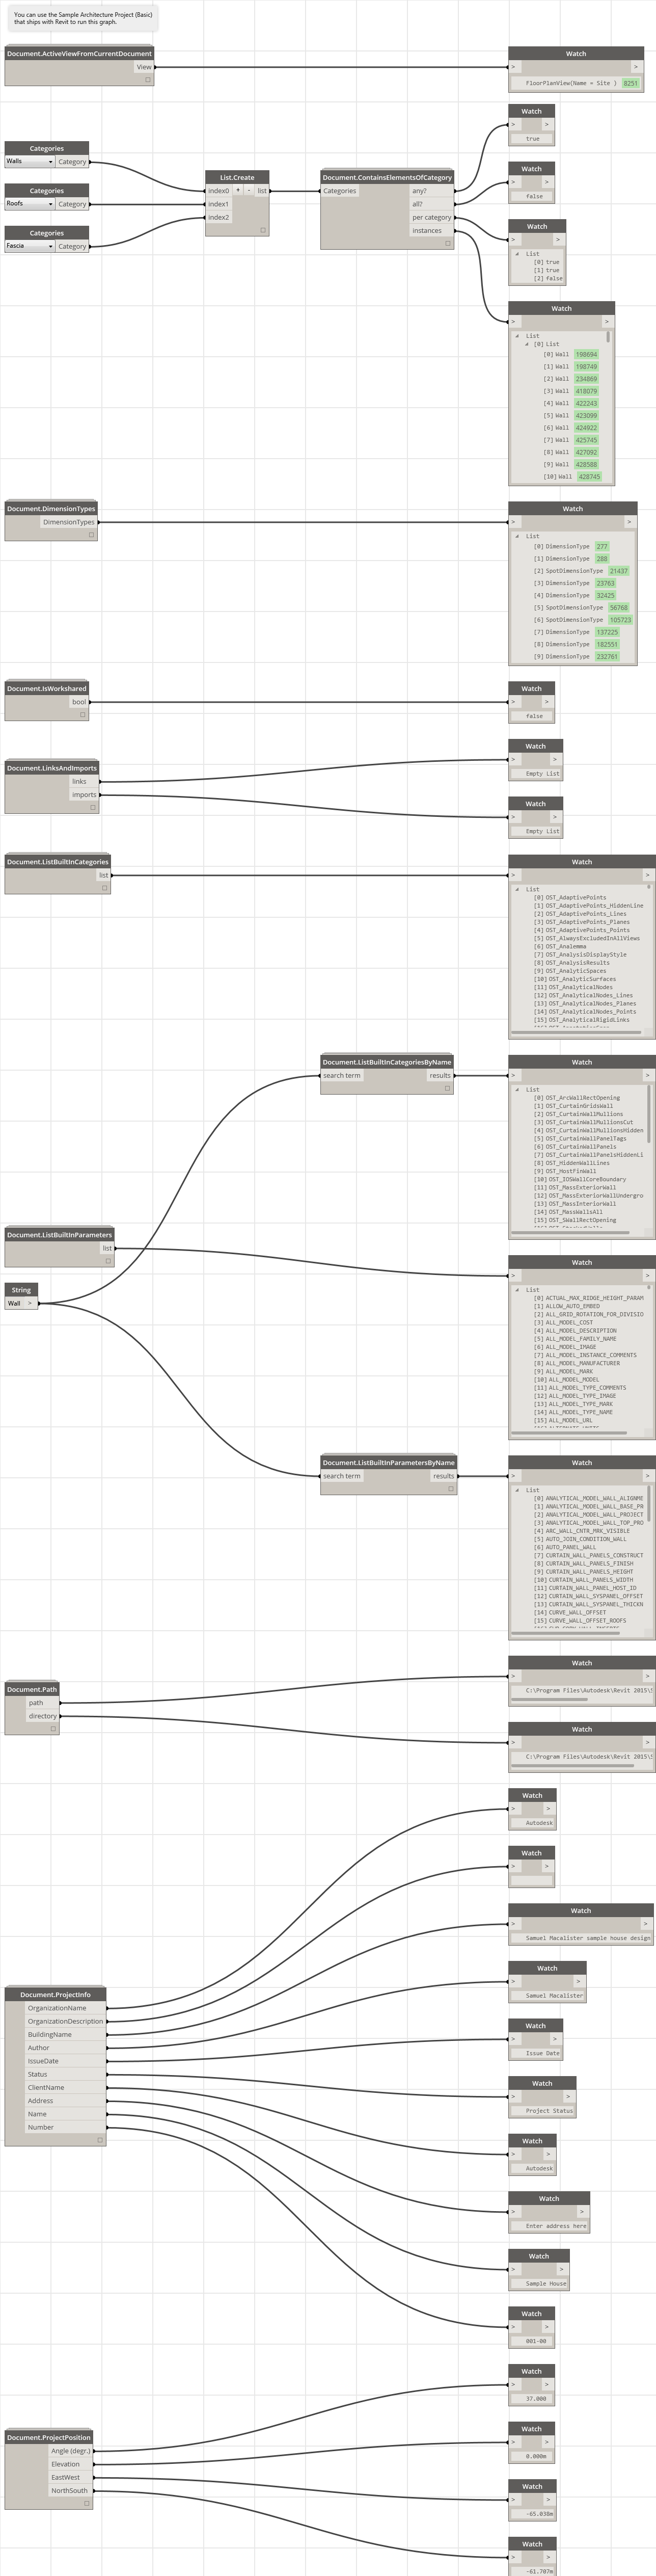 You can use the Sample Architecture Project (Basic)
that ships with Revit to run this graph.
Document.ActiveViewFromCurrentDocument
View
Watch
> >
FloorPlanView(Name = Site ) 8251
Categories
Walls Category
Categories
Roofs Category
Categories
Fascia Category
List.Create
index0 + - list
index1
index2
Document.ContainsElementsOfCategory
Categories any?
all?
per category
instances
Watch
> >
true
Watch
> >
false
Watch
> >
List
[0] true
[1] true
[2] false
Watch
> >
List
[0] List
[0] Wall 198694
[1] Wall 198749
[2] Wall 234869
[3] Wall 418079
[4] Wall 422243
[5] Wall 423099
[6] Wall 424922
[7] Wall 425745
[8] Wall 427092
[9] Wall 428588
[10] Wall 428745
Document.DimensionTypes
DimensionTypes
Watch
> >
List
[0] DimensionType 277
[1] DimensionType 288
[2] SpotDimensionType 21437
[3] DimensionType 23763
[4] DimensionType 32425
[5] SpotDimensionType 56768
[6] SpotDimensionType 105723
[7] DimensionType 137225
[8] DimensionType 182551
[9] DimensionType 232761
Document.IsWorkshared
bool
Watch
> >
false
Document.LinksAndImports
links
imports
Watch
> >
Empty List
Watch
> >
Empty List
Document.ListBuiltInCategories
list
Watch
> >
List
[0] OST_AdaptivePoints
[1] OST_AdaptivePoints_HiddenLine
[2] OST_AdaptivePoints_Lines
[3] OST_AdaptivePoints_Planes
[4] OST_AdaptivePoints_Points
[5] OST_AlwaysExcludedInAllViews
[6] OST_Analemma
[7] OST_AnalysisDisplayStyle
[8] OST_AnalysisResults
[9] OST_AnalyticSpaces
[10] OST_AnalyticSurfaces
[11] OST_AnalyticalNodes
[12] OST_AnalyticalNodes_Lines
[13] OST_AnalyticalNodes_Planes
[14] OST_AnalyticalNodes_Points
[15] OST_AnalyticalRigidLinks
Document.ListBuiltInCategoriesByName
search term results
Watch
> >
List
[0] OST_ArcWallRectOpening
[1] OST_CurtainGridsWall
[2] OST_CurtainWallMullions
[3] OST_CurtainWallMullionsCut
[4] OST_CurtainWallMullionsHidden
[5] OST_CurtainWallPanelTags
[6] OST_CurtainWallPanels
[7] OST_CurtainWallPanelsHiddenLi
[8] OST_HiddenWallLines
[9] OST_HostFinWall
[10] OST_IOSWallCoreBoundary
[11] OST_MassExteriorWall
[12] OST_MassExteriorWallUndergro
[13] OST_MassInteriorWall
[14] OST_MassWallsAll
[15] OST_SWallRectOpening
Document.ListBuiltInParameters
list
String
Wall >
Watch
> >
List
[0] ACTUAL_MAX_RIDGE_HEIGHT_PARAM
[1] ALLOW_AUTO_EMBED
[2] ALL_GRID_ROTATION_FOR_DIVISIO
[3] ALL_MODEL_COST
[4] ALL_MODEL_DESCRIPTION
[5] ALL_MODEL_FAMILY_NAME
[6] ALL_MODEL_IMAGE
[7] ALL_MODEL_INSTANCE_COMMENTS
[8] ALL_MODEL_MANUFACTURER
[9] ALL_MODEL_MARK
[10] ALL_MODEL_MODEL
[11] ALL_MODEL_TYPE_COMMENTS
[12] ALL_MODEL_TYPE_IMAGE
[13] ALL_MODEL_TYPE_MARK
[14] ALL_MODEL_TYPE_NAME
[15] ALL_MODEL_URL
Document.ListBuiltInParametersByName
search term results
Watch
> >
List
[0] ANALYTICAL_MODEL_WALL_ALIGNME
[1] ANALYTICAL_MODEL_WALL_BASE_PR
[2] ANALYTICAL_MODEL_WALL_PROJECT
[3] ANALYTICAL_MODEL_WALL_TOP_PRO
[4] ARC_WALL_CNTR_MRK_VISIBLE
[5] AUTO_JOIN_CONDITION_WALL
[6] AUTO_PANEL_WALL
[7] CURTAIN_WALL_PANELS_CONSTRUCT
[8] CURTAIN_WALL_PANELS_FINISH
[9] CURTAIN_WALL_PANELS_HEIGHT
[10] CURTAIN_WALL_PANELS_WIDTH
[11] CURTAIN_WALL_PANEL_HOST_ID
[12] CURTAIN_WALL_SYSPANEL_OFFSET
[13] CURTAIN_WALL_SYSPANEL_THICKN
[14] CURVE_WALL_OFFSET
[15] CURVE_WALL_OFFSET_ROOFS
Document.Path
path
directory
Watch
> >
C:\Program Files\Autodesk\Revit 2015\S
Watch
> >
C:\Program Files\Autodesk\Revit 2015\S
Document.ProjectInfo
OrganizationName
OrganizationDescription
BuildingName
Author
IssueDate
Status
ClientName
Address
Name
Number
Watch
> >
Autodesk
Watch
> >
Watch
> >
Samuel Macalister sample house design
Watch
> >
Samuel Macalister
Watch
> >
Issue Date
Watch
> >
Project Status
Watch
> >
Autodesk
Watch
> >
Enter address here
Watch
> >
Sample House
Watch
> >
001-00
Document.ProjectPosition
Angle (degr.)
Elevation
EastWest
NorthSouth
Watch
> >
37.000
Watch
> >
0.000m
Watch
> >
-65.038m
Watch
> >
-61.707m